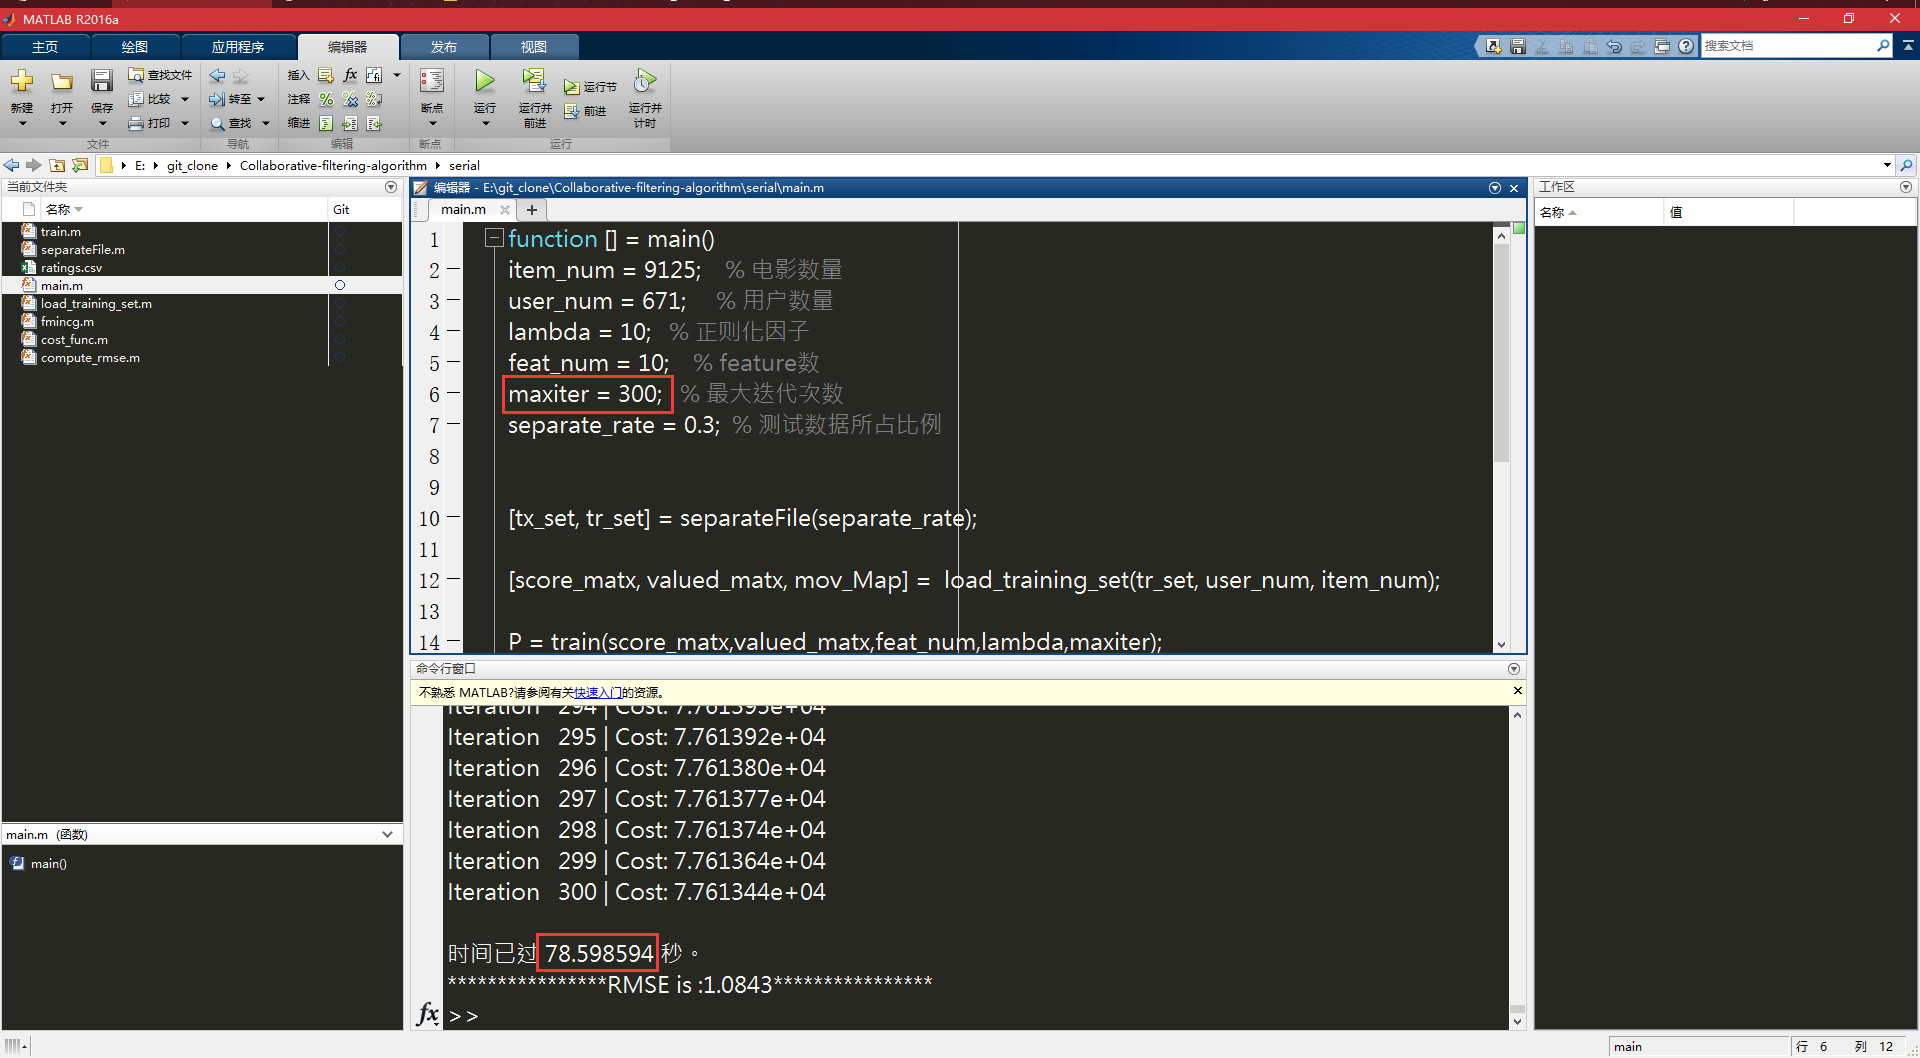 MATLAB R2016a
主页 绘图 应用程序 编辑器 发布 视图
搜索文档
新建 打开 保存 查找文件 比较 打印
文件
转至 查找
导航
插入 fx fi
注释 % %
缩进
编辑
断点
断点
运行 运行并前进 运行节 前进 运行并计时
运行
E: git_clone Collaborative-filtering-algorithm serial
当前文件夹
名称 Git
train.m
separateFile.m
ratings.csv
main.m
load_training_set.m
fmincg.m
cost_func.m
compute_rmse.m
main.m (函数)
main()
编辑器 - E:\git_clone\Collaborative-filtering-algorithm\serial\main.m
main.m +
1 function [] = main()
2 item_num = 9125; % 电影数量
3 user_num = 671; % 用户数量
4 lambda = 10; % 正则化因子
5 feat_num = 10; % feature数
6 maxiter = 300; % 最大迭代次数
7 separate_rate = 0.3; % 测试数据所占比例
8
9
10 [tx_set, tr_set] = separateFile(separate_rate);
11
12 [score_matx, valued_matx, mov_Map] = load_training_set(tr_set, user_num, item_num);
13
14 P = train(score_matx,valued_matx,feat_num,lambda,maxiter);
命令行窗口
不熟悉 MATLAB?请参阅有关快速入门的资源。
Iteration 294 | Cost: 7.761395e+04
Iteration 295 | Cost: 7.761392e+04
Iteration 296 | Cost: 7.761380e+04
Iteration 297 | Cost: 7.761377e+04
Iteration 298 | Cost: 7.761374e+04
Iteration 299 | Cost: 7.761364e+04
Iteration 300 | Cost: 7.761344e+04
时间已过 78.598594 秒。
****************RMSE is :1.0843****************
fx >>
工作区
名称 值
main 行 6 列 12